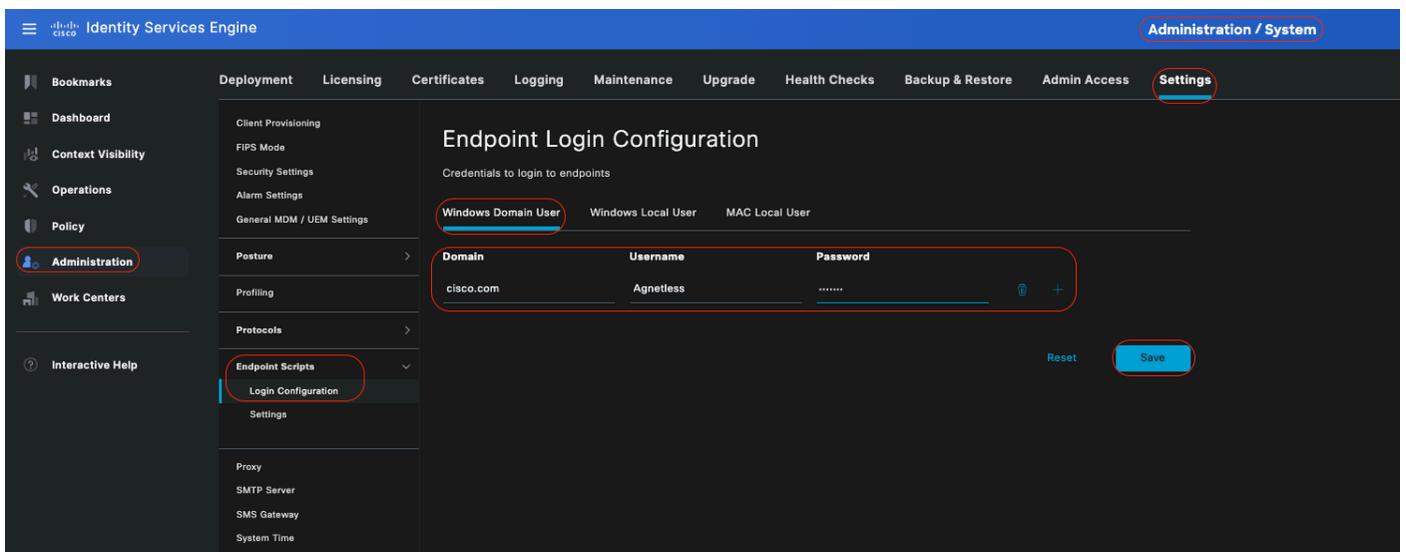 cisco Identity Services Engine
Administration / System
Bookmarks
Dashboard
Context Visibility
Operations
Policy
Administration
Work Centers
Interactive Help
Deployment Licensing Certificates Logging Maintenance Upgrade Health Checks Backup & Restore Admin Access Settings
Client Provisioning
FIPS Mode
Security Settings
Alarm Settings
General MDM / UEM Settings
Posture
Profiling
Protocols
Endpoint Scripts
Login Configuration
Settings
Proxy
SMTP Server
SMS Gateway
System Time
Endpoint Login Configuration
Credentials to login to endpoints
Windows Domain User Windows Local User MAC Local User
Domain Username Password
cisco.com Agnetless ·······
Reset Save